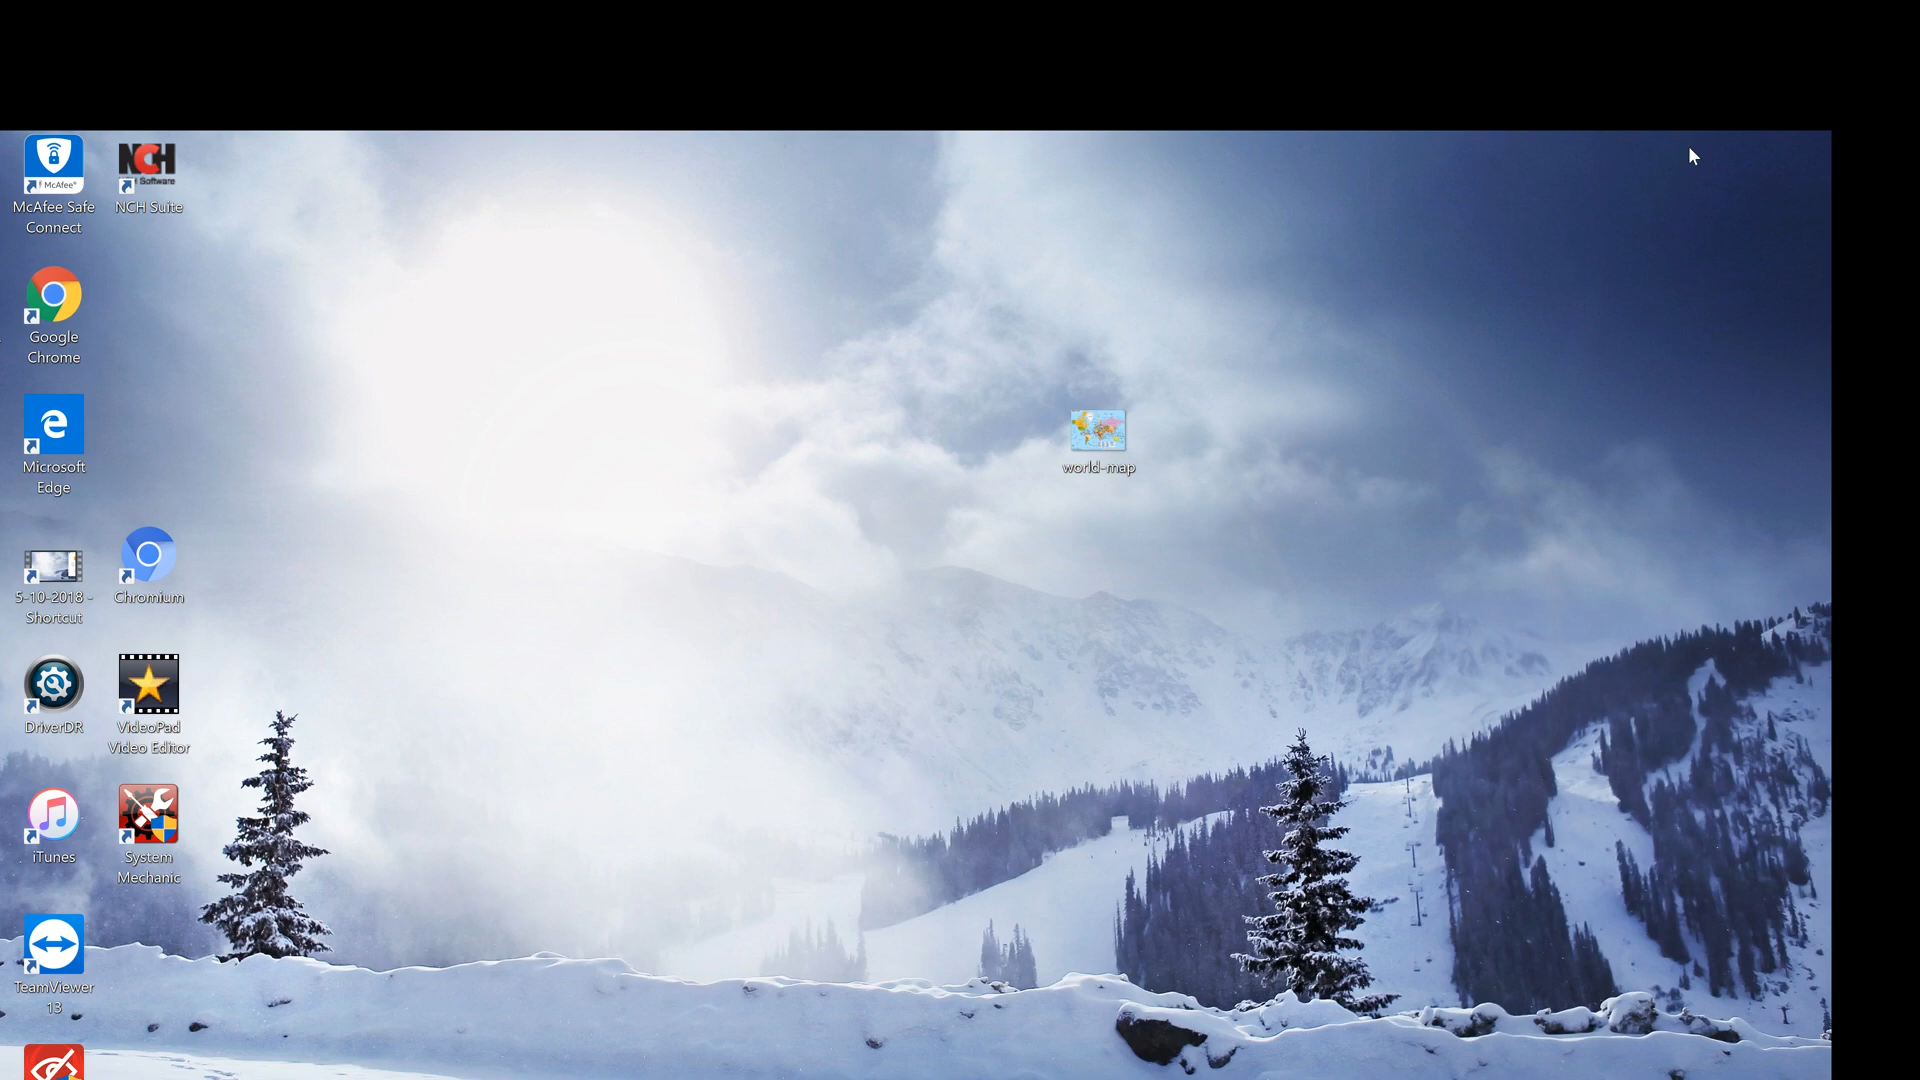 McAfee®
McAfee Safe
Connect
NCH
Software
NCH Suite
Google
Chrome
Microsoft
Edge
world-map
5-10-2018 -
Shortcut
Chromium
DriverDR
VideoPad
Video Editor
iTunes
System
Mechanic
TeamViewer
13